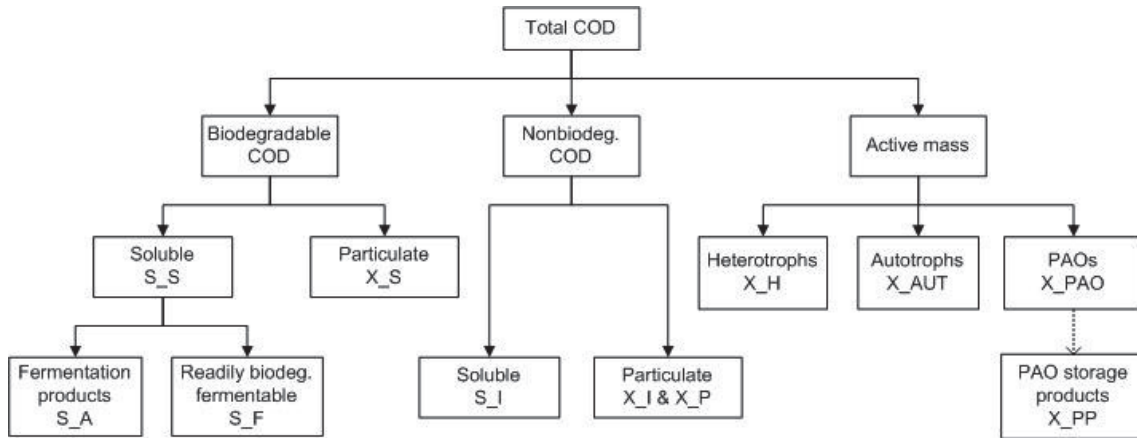 Total COD
Biodegradable
COD
Nonbiodeg.
COD
Active mass
Soluble
S_S
Particulate
X_S
Heterotrophs
X_H
Autotrophs
X_AUT
PAOs
X_PAO
Fermentation
products
S_A
Readily biodeg.
fermentable
S_F
Soluble
S_I
Particulate
X_I & X_P
PAO storage
products
X_PP